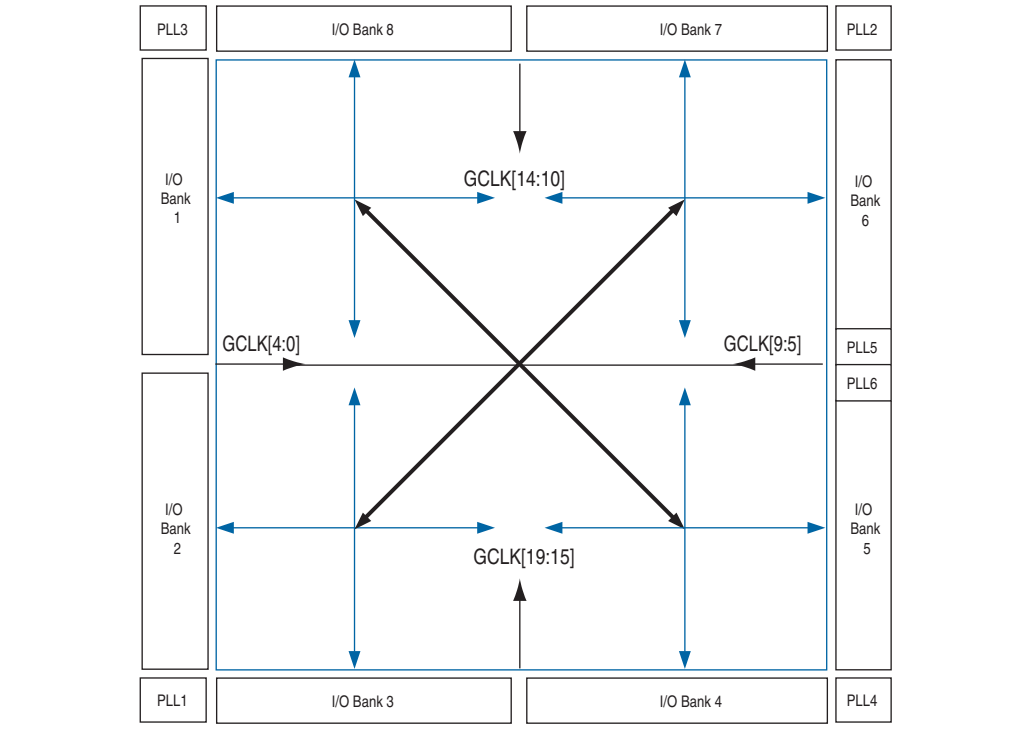 PLL3
I/O Bank 8
I/O Bank 7
PLL2
I/O
Bank
1
GCLK[14:10]
I/O
Bank
6
GCLK[4:0]
GCLK[9:5]
PLL5
PLL6
I/O
Bank
2
I/O
Bank
5
GCLK[19:15]
PLL1
I/O Bank 3
I/O Bank 4
PLL4